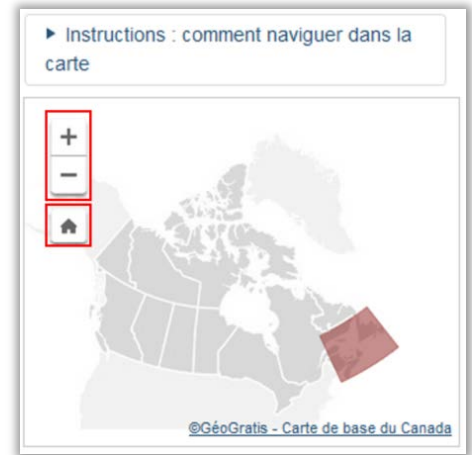 Instructions : comment naviguer dans la
carte
+
−
©GéoGratis - Carte de base du Canada